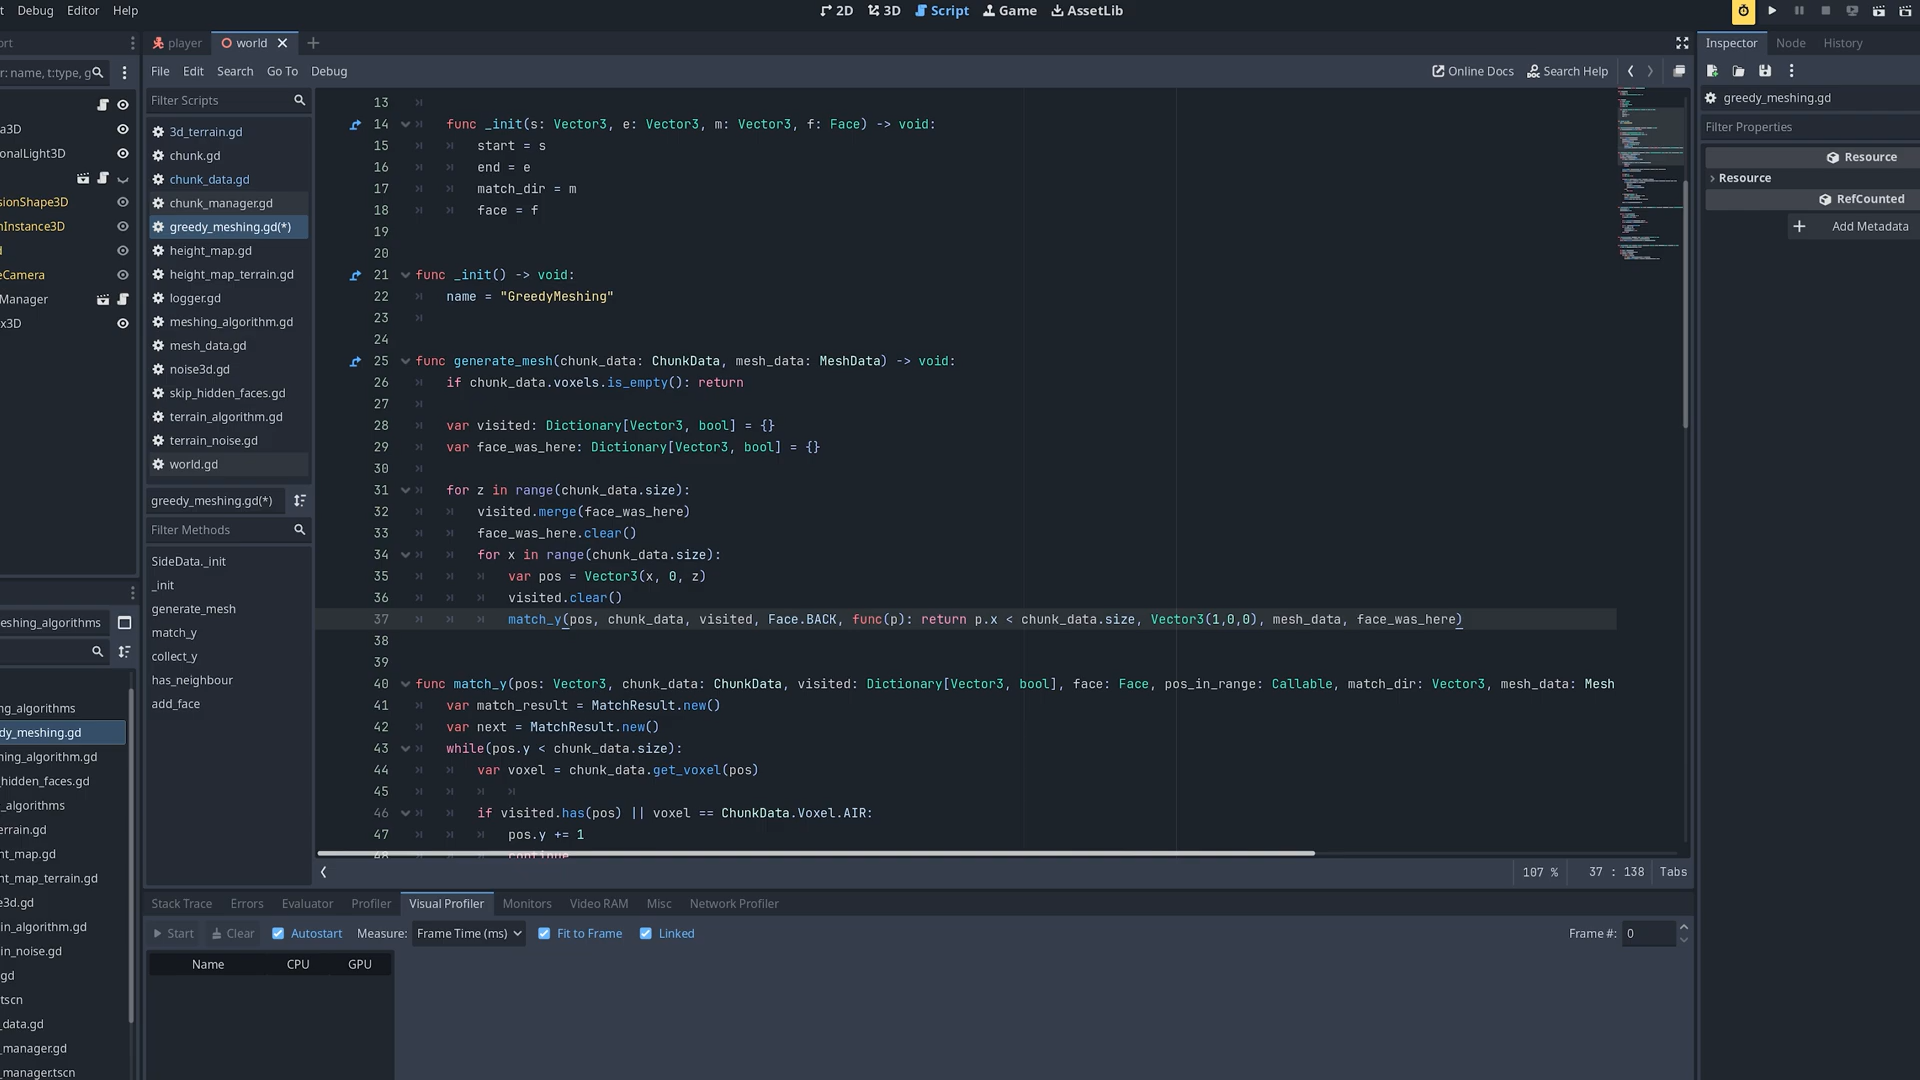 t Debug Editor Help
2D 3D Script Game AssetLib
ort
r: name, t:type, g
a3D
onalLight3D
sionShape3D
nInstance3D
d
eCamera
Manager
x3D
eshing_algorithms
ng_algorithms
dy_meshing.gd
hing_algorithm.gd
_hidden_faces.gd
_algorithms
errain.gd
ht_map.gd
ht_map_terrain.gd
e3d.gd
in_algorithm.gd
in_noise.gd
gd
tscn
_data.gd
_manager.gd
_manager.tscn
player world
File Edit Search Go To Debug
Online Docs Search Help
Filter Scripts
3d_terrain.gd
chunk.gd
chunk_data.gd
chunk_manager.gd
greedy_meshing.gd(*)
height_map.gd
height_map_terrain.gd
logger.gd
meshing_algorithm.gd
mesh_data.gd
noise3d.gd
skip_hidden_faces.gd
terrain_algorithm.gd
terrain_noise.gd
world.gd
greedy_meshing.gd(*)
Filter Methods
SideData._init
_init
generate_mesh
match_y
collect_y
has_neighbour
add_face
13
14 func _init(s: Vector3, e: Vector3, m: Vector3, f: Face) -> void:
15 start = s
16 end = e
17 match_dir = m
18 face = f
19
20
21 func _init() -> void:
22 name = "GreedyMeshing"
23
24
25 func generate_mesh(chunk_data: ChunkData, mesh_data: MeshData) -> void:
26 if chunk_data.voxels.is_empty(): return
27
28 var visited: Dictionary[Vector3, bool] = {}
29 var face_was_here: Dictionary[Vector3, bool] = {}
30
31 for z in range(chunk_data.size):
32 visited.merge(face_was_here)
33 face_was_here.clear()
34 for x in range(chunk_data.size):
35 var pos = Vector3(x, 0, z)
36 visited.clear()
37 match_y(pos, chunk_data, visited, Face.BACK, func(p): return p.x < chunk_data.size, Vector3(1,0,0), mesh_data, face_was_here)
38
39
40 func match_y(pos: Vector3, chunk_data: ChunkData, visited: Dictionary[Vector3, bool], face: Face, pos_in_range: Callable, match_dir: Vector3, mesh_data: Mesh
41 var match_result = MatchResult.new()
42 var next = MatchResult.new()
43 while(pos.y < chunk_data.size):
44 var voxel = chunk_data.get_voxel(pos)
45
46 if visited.has(pos) || voxel == ChunkData.Voxel.AIR:
47 pos.y += 1
48 continue
107 % 37 : 138 Tabs
Stack Trace Errors Evaluator Profiler Visual Profiler Monitors Video RAM Misc Network Profiler
Start Clear Autostart Measure: Frame Time (ms) Fit to Frame Linked Frame #: 0
Name CPU GPU
Inspector Node History
greedy_meshing.gd
Filter Properties
Resource
Resource
RefCounted
Add Metadata